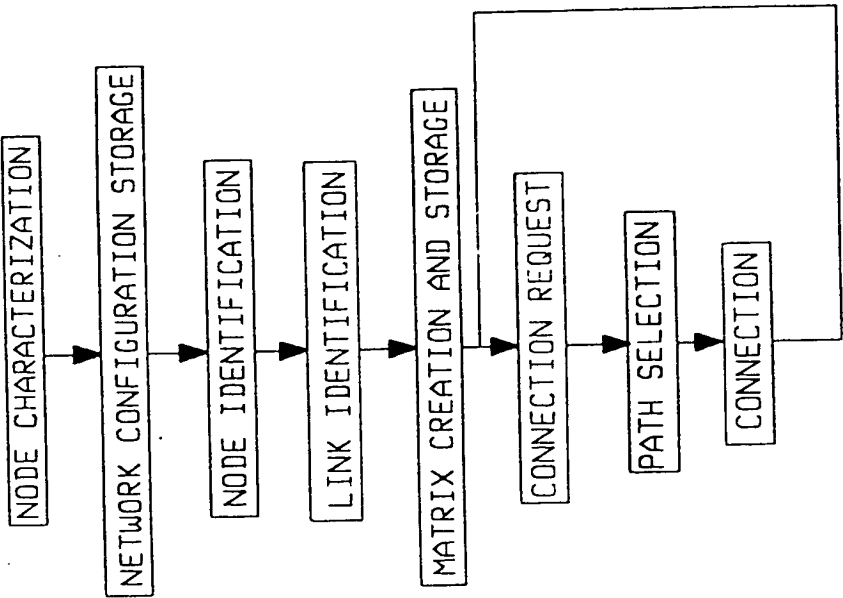 NODE CHARACTERIZATION
NETWORK CONFIGURATION STORAGE
NODE IDENTIFICATION
LINK IDENTIFICATION
MATRIX CREATION AND STORAGE
CONNECTION REQUEST
PATH SELECTION
CONNECTION